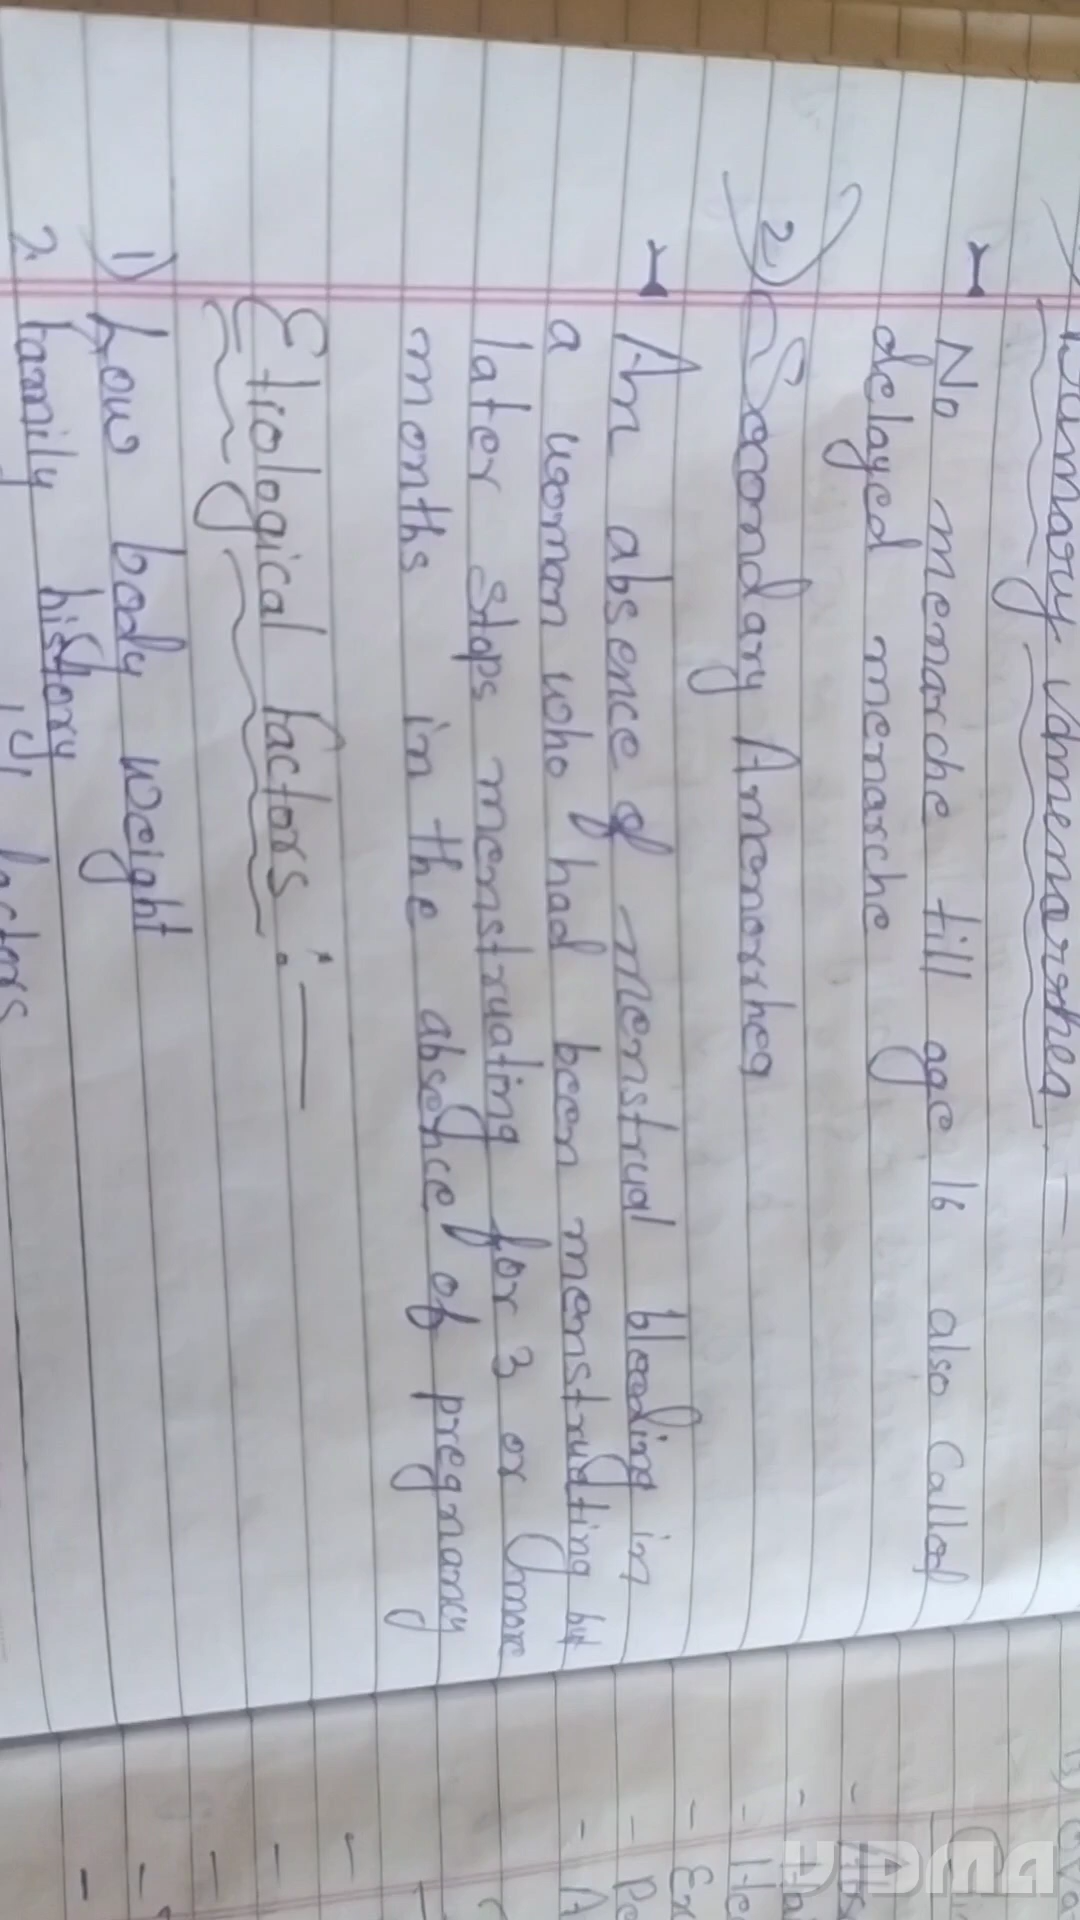 Primary Amenorrhea -
No menarche till age 16 also called
delayed menarche
2) Secondary Amenorrhea
An absence of menstrual bleeding in
a woman who had been menstruating but
later stops menstruating for 3 or more
months in the absence of pregnancy
Etiological factors :-
1) Low body weight
2. Family history
factors
VIDMA